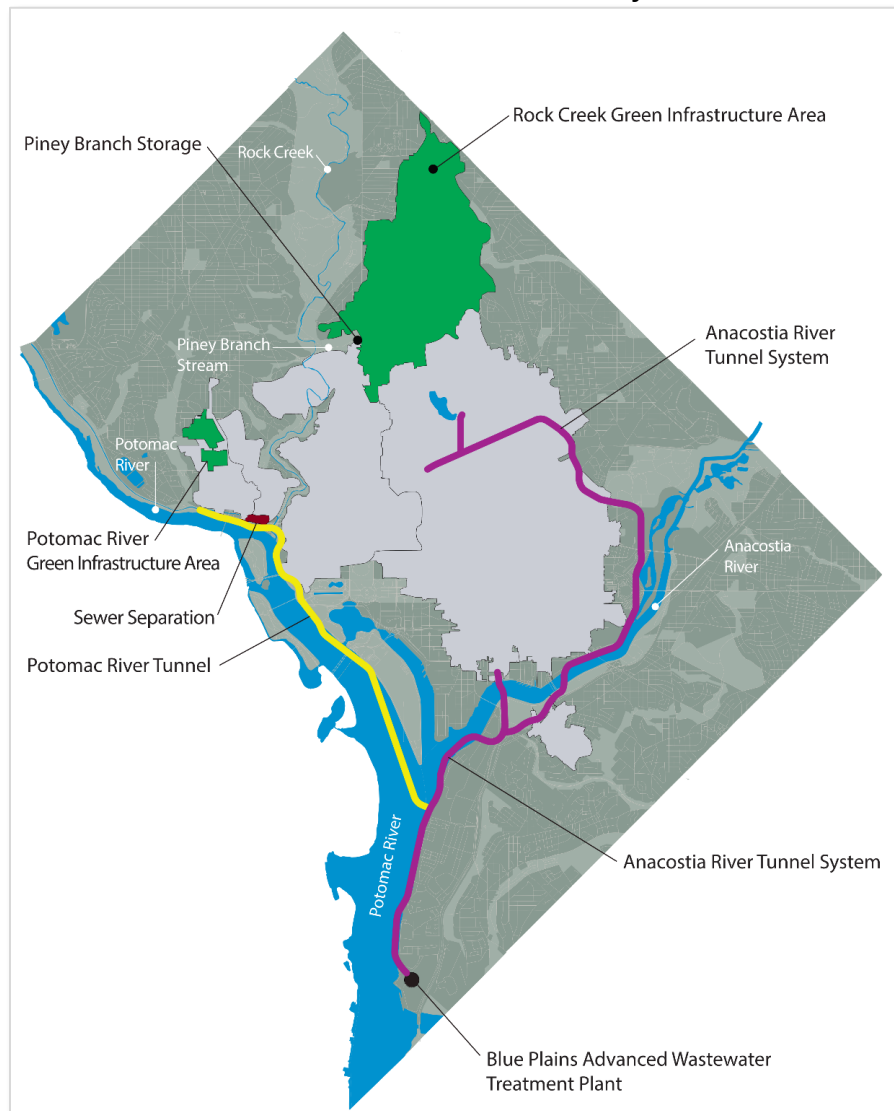 Rock Creek Green Infrastructure Area
Piney Branch Storage
Rock Creek
Anacostia River
Tunnel System
Piney Branch
Stream
Potomac
River
Potomac River
Green Infrastructure Area
Anacostia
River
Sewer Separation
Potomac River Tunnel
Potomac River
Anacostia River Tunnel System
Blue Plains Advanced Wastewater
Treatment Plant